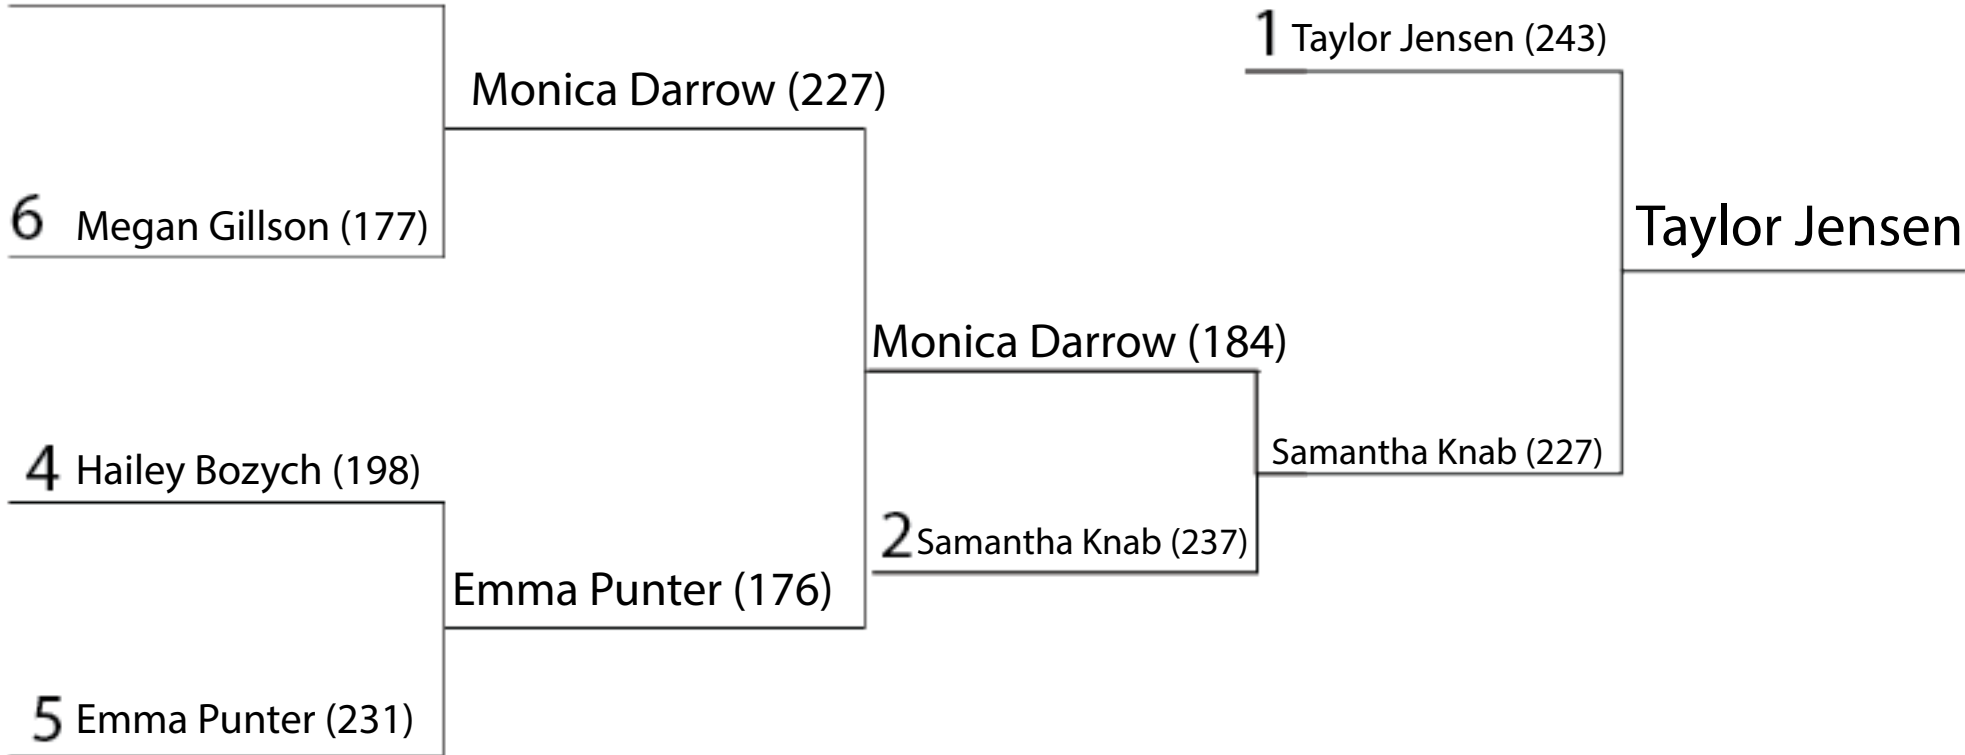 1 Taylor Jensen (243)
Monica Darrow (227)
6 Megan Gillson (177)
Taylor Jensen
Monica Darrow (184)
4 Hailey Bozych (198)
Samantha Knab (227)
2 Samantha Knab (237)
Emma Punter (176)
5 Emma Punter (231)